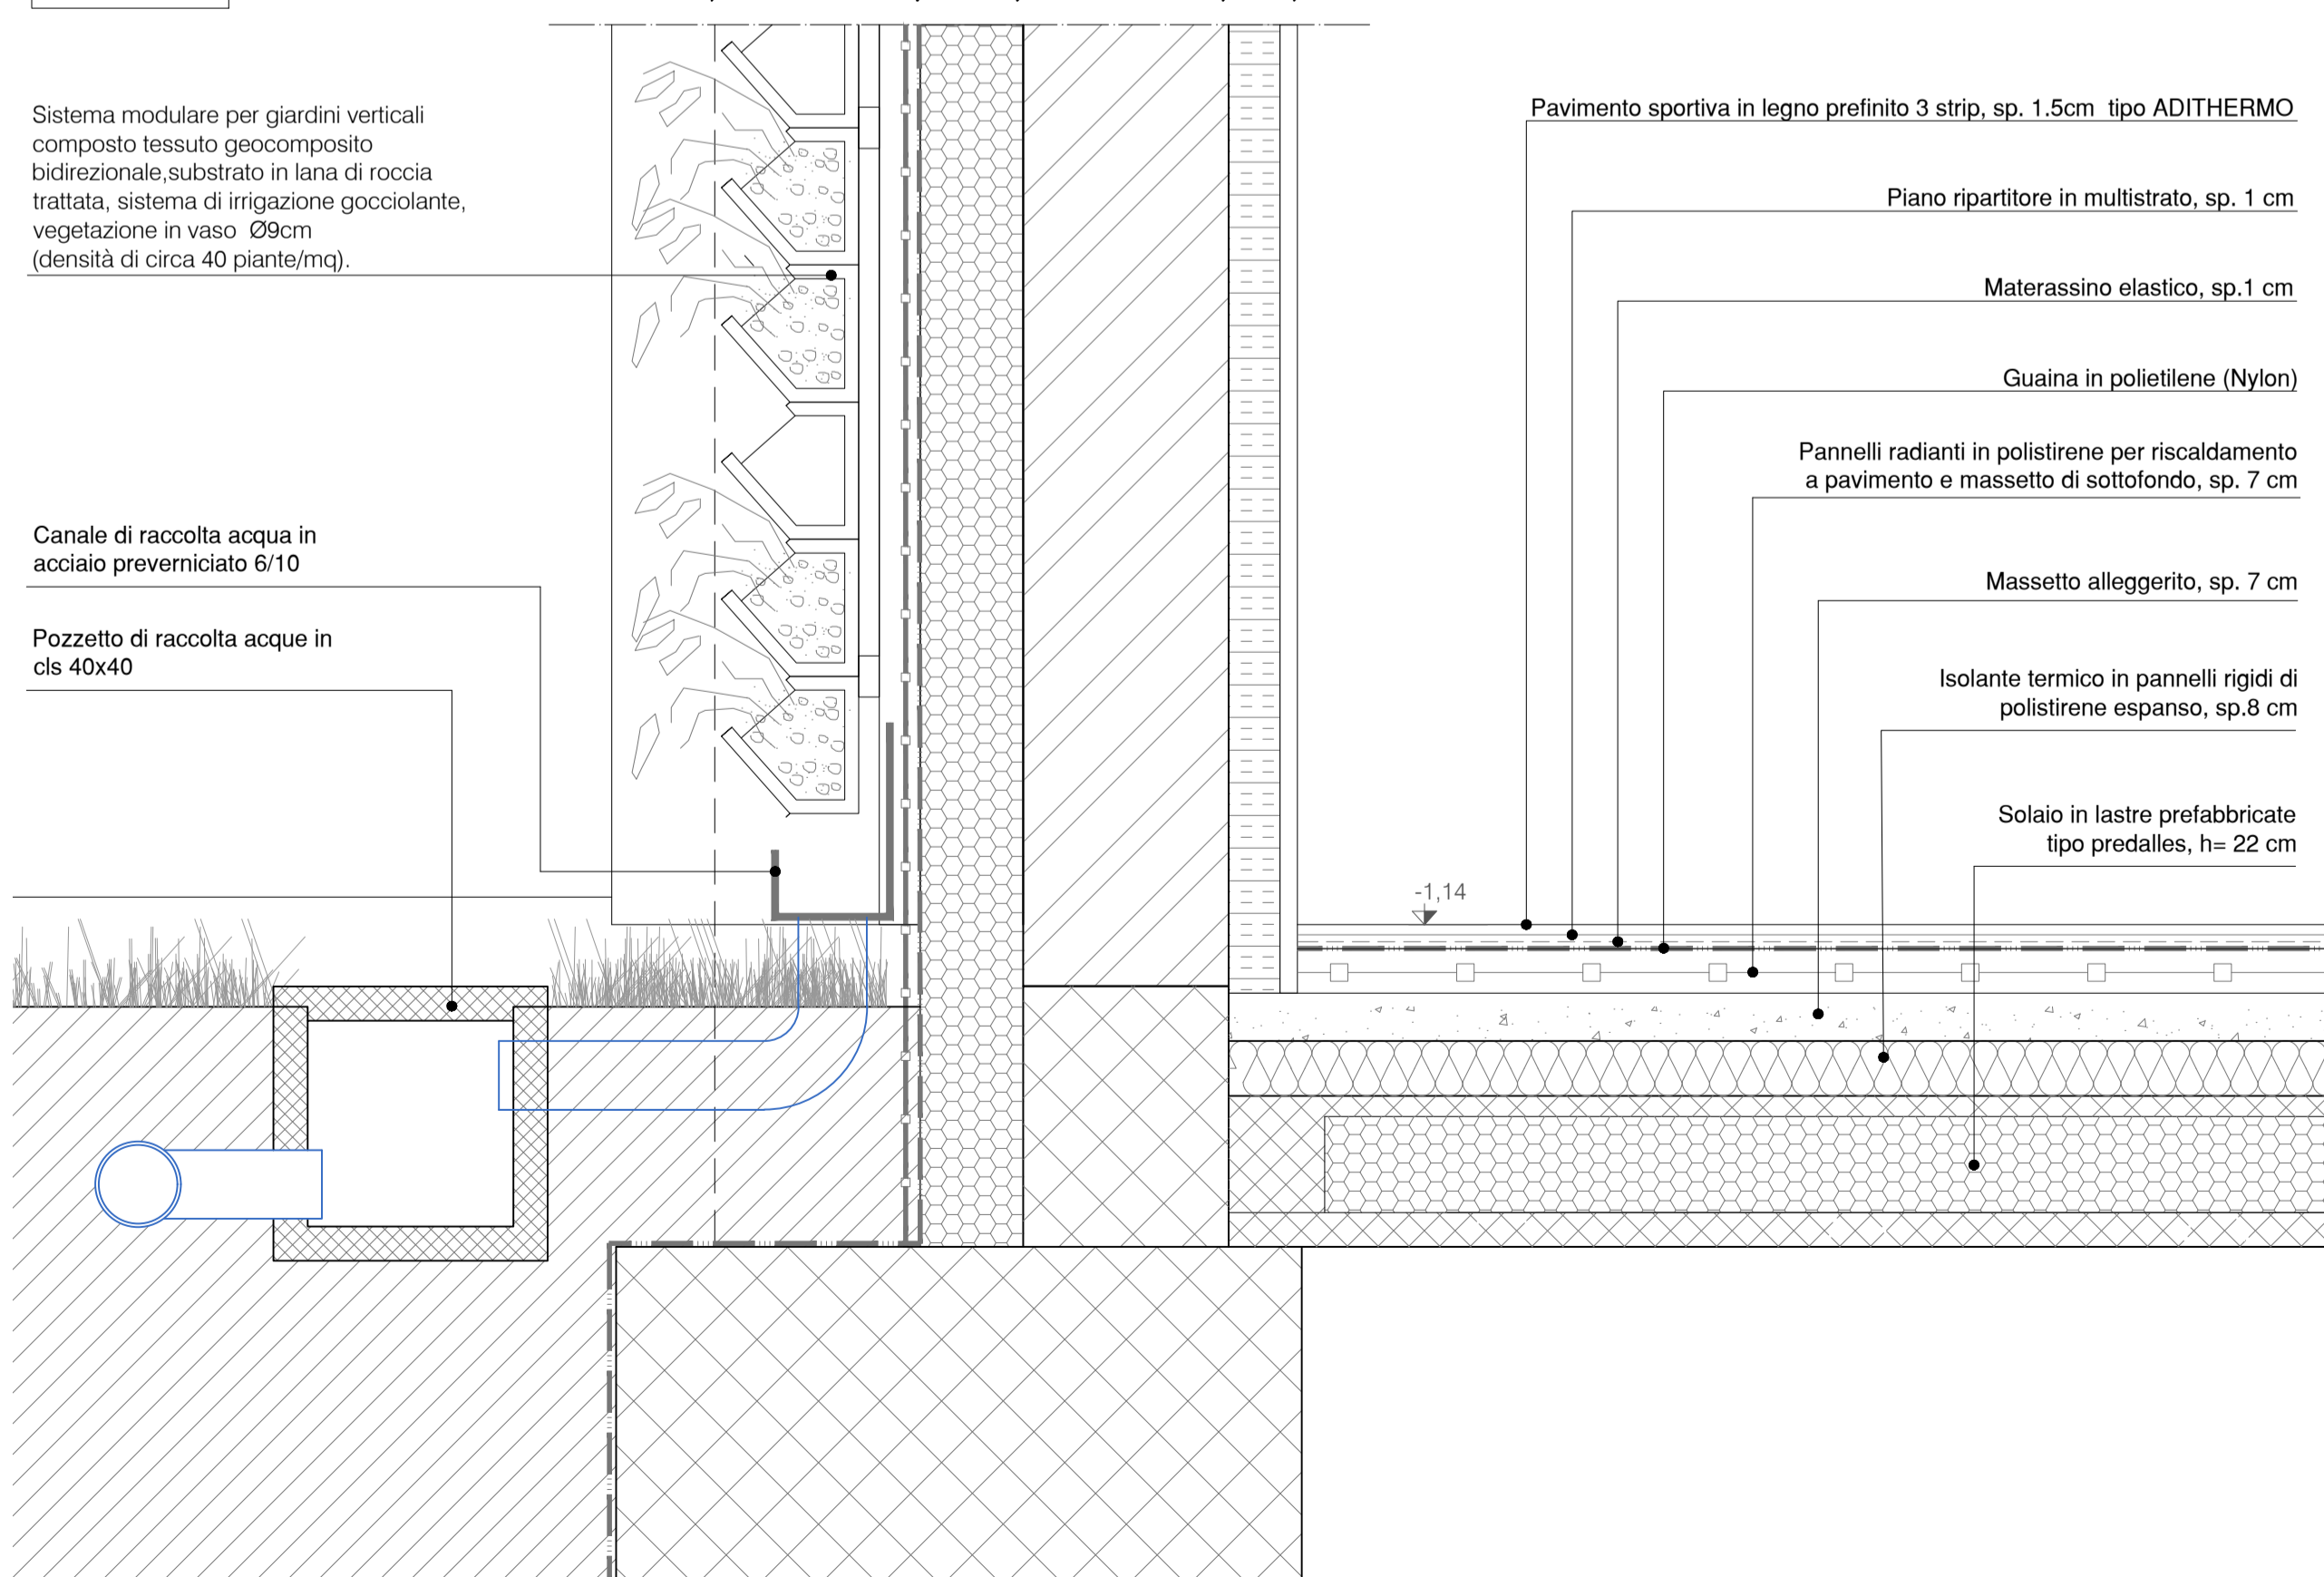 Sistema modulare per giardini verticali
composto tessuto geocomposito
bidirezionale,substrato in lana di roccia
trattata, sistema di irrigazione gocciolante,
vegetazione in vaso  Ø9cm
(densità di circa 40 piante/mq).
Canale di raccolta acqua in
acciaio preverniciato 6/10
Pozzetto di raccolta acque in
cls 40x40
Pavimento sportiva in legno prefinito 3 strip, sp. 1.5cm  tipo ADITHERMO
Piano ripartitore in multistrato, sp. 1 cm
Materassino elastico, sp.1 cm
Guaina in polietilene (Nylon)
Pannelli radianti in polistirene per riscaldamento
a pavimento e massetto di sottofondo, sp. 7 cm
Massetto alleggerito, sp. 7 cm
Isolante termico in pannelli rigidi di
polistirene espanso, sp.8 cm
Solaio in lastre prefabbricate
tipo predalles, h= 22 cm
-1,14